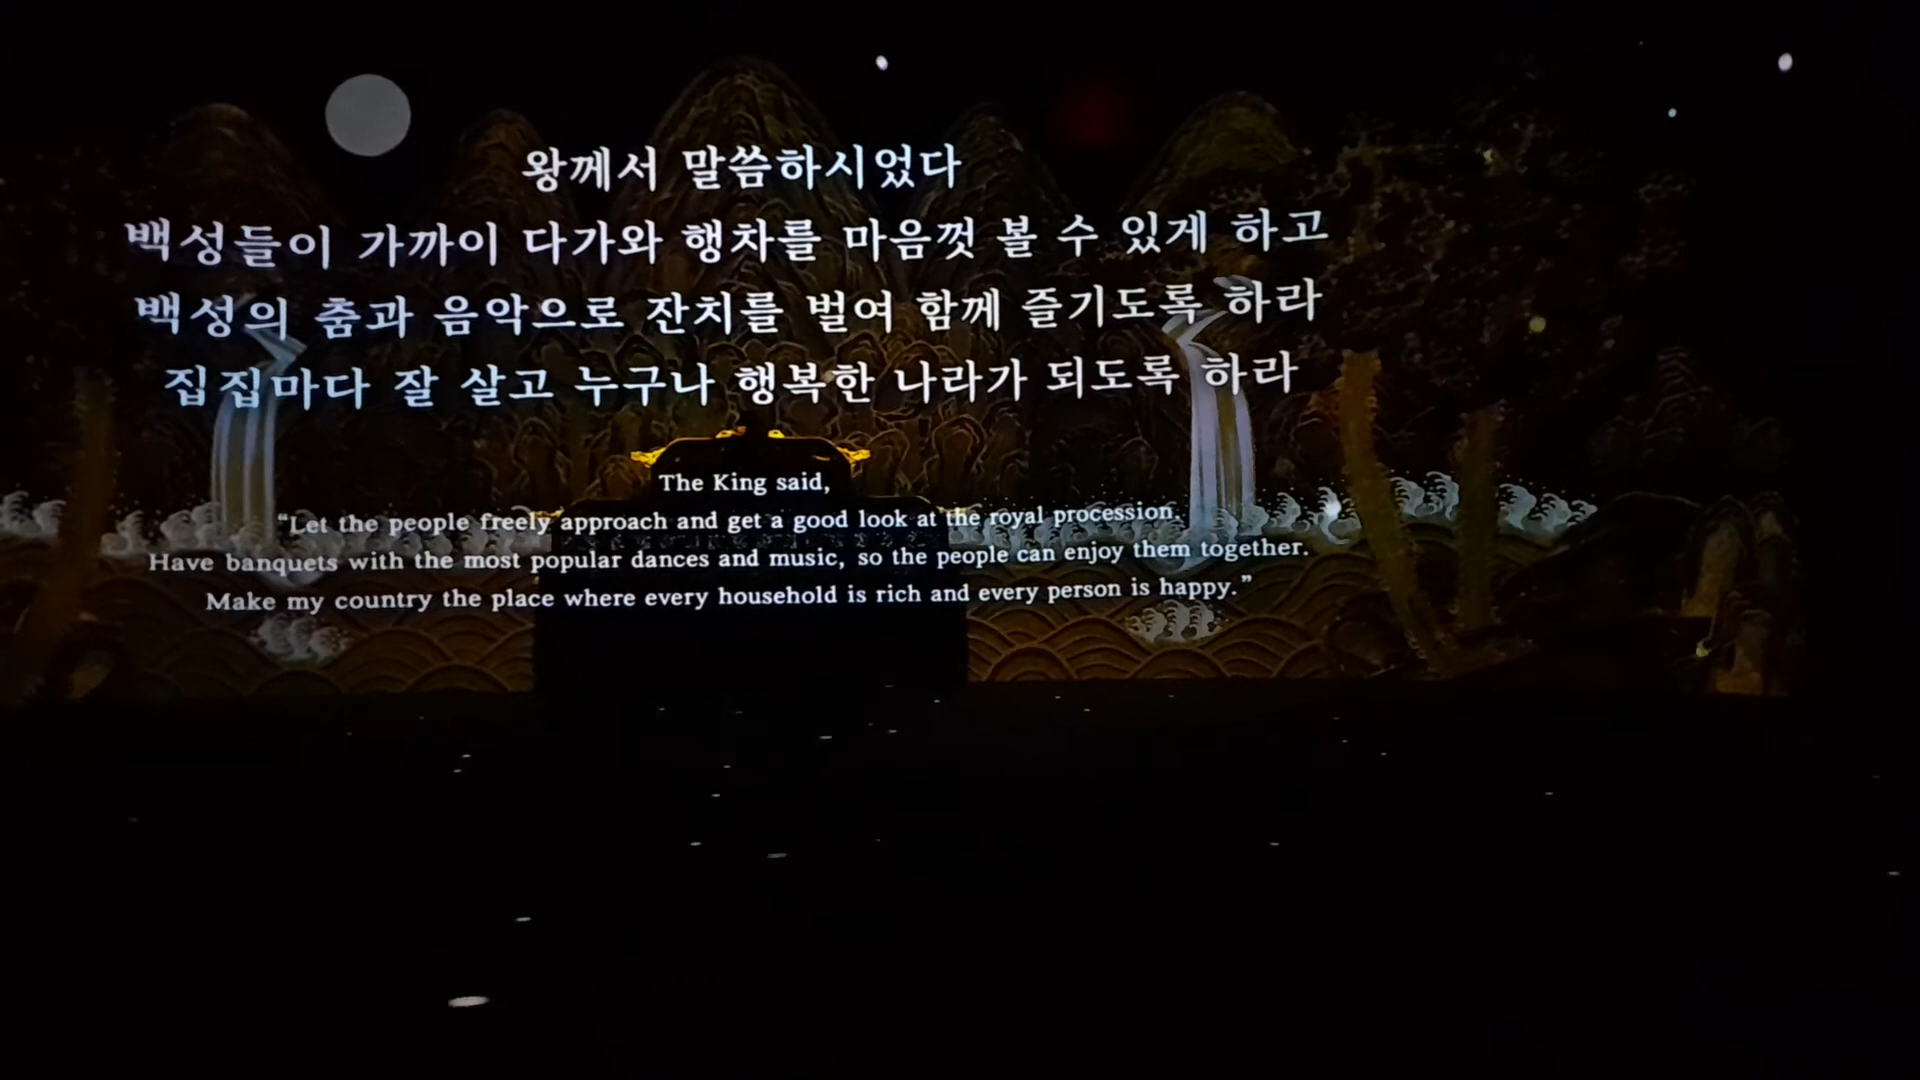 왕께서 말씀하시었다
백성들이 가까이 다가와 행차를 마음껏 볼 수 있게 하고
백성의 춤과 음악으로 잔치를 벌여 함께 즐기도록 하라
집집마다 잘 살고 누구나 행복한 나라가 되도록 하라
The King said,
“Let the people freely approach and get a good look at the royal procession.
Have banquets with the most popular dances and music, so the people can enjoy them together.
Make my country the place where every household is rich and every person is happy.”